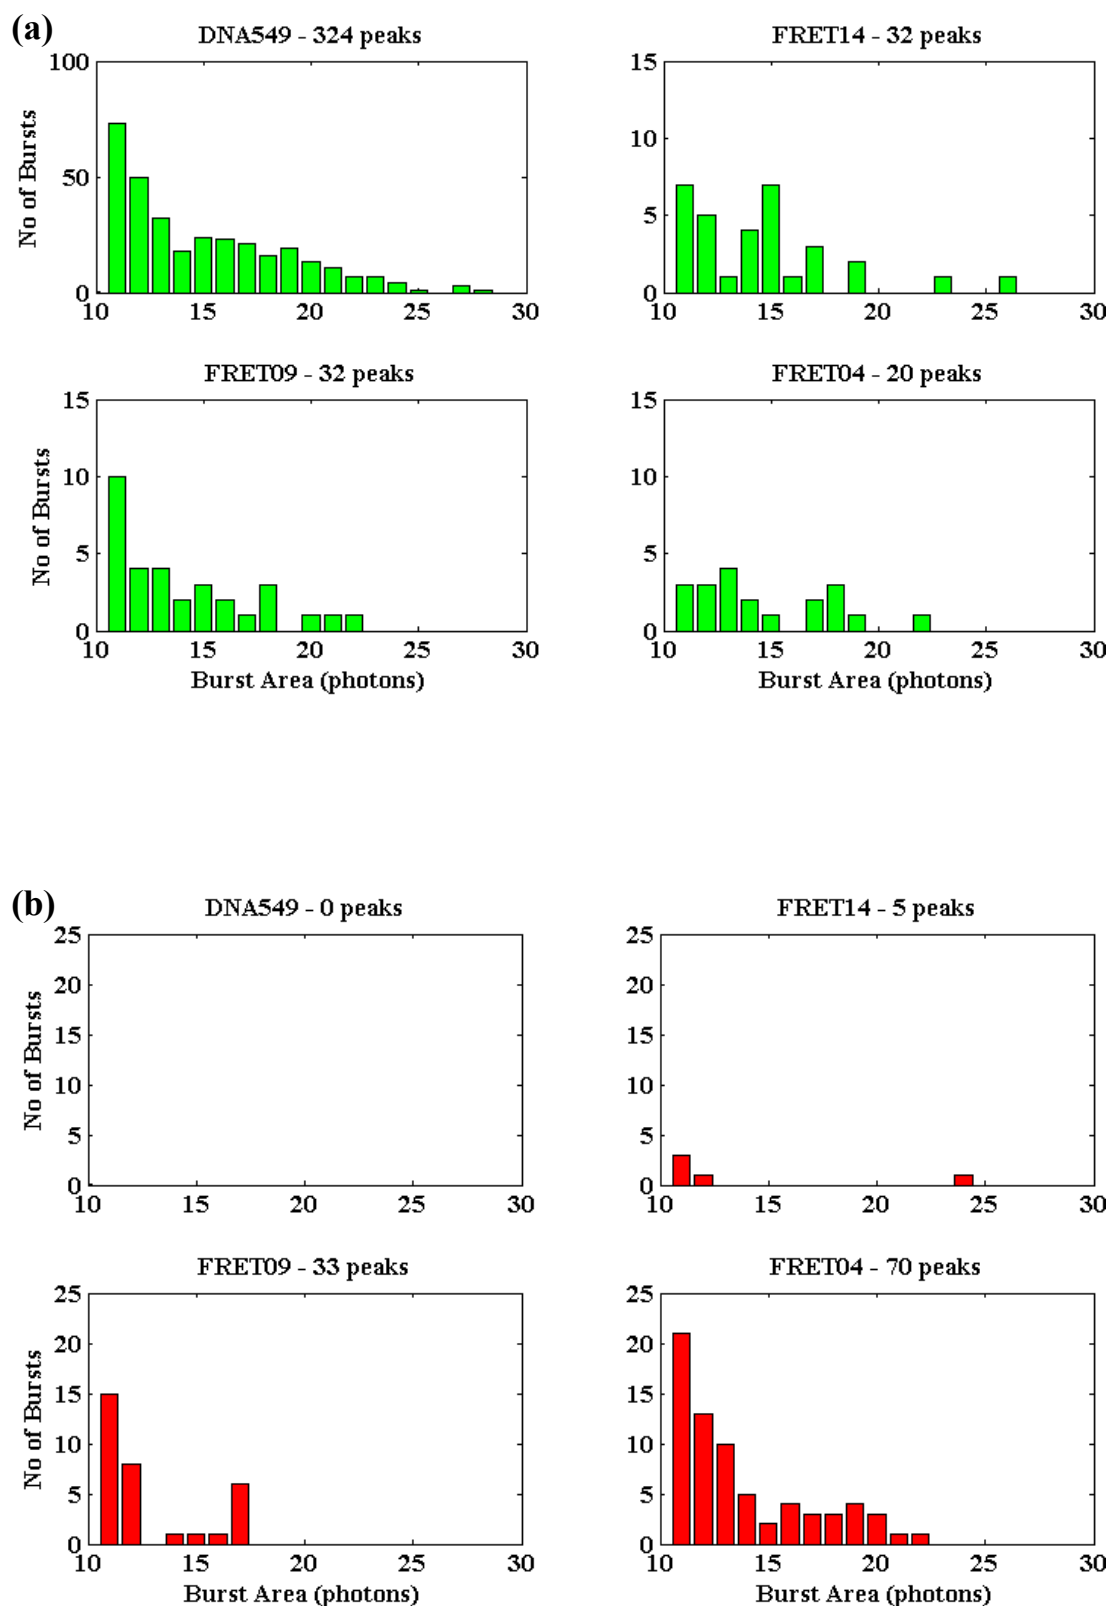 (a)
DNA549 - 324 peaks
FRET14 - 32 peaks
No of Bursts
100
50
0
10 15 20 25 30
15
10
5
0
10 15 20 25 30
FRET09 - 32 peaks
FRET04 - 20 peaks
No of Bursts
15
10
5
0
10 15 20 25 30
Burst Area (photons)
15
10
5
0
10 15 20 25 30
Burst Area (photons)
(b)
DNA549 - 0 peaks
FRET14 - 5 peaks
No of Bursts
25
20
15
10
5
0
10 15 20 25 30
25
20
15
10
5
0
10 15 20 25 30
FRET09 - 33 peaks
FRET04 - 70 peaks
No of Bursts
25
20
15
10
5
0
10 15 20 25 30
Burst Area (photons)
25
20
15
10
5
0
10 15 20 25 30
Burst Area (photons)